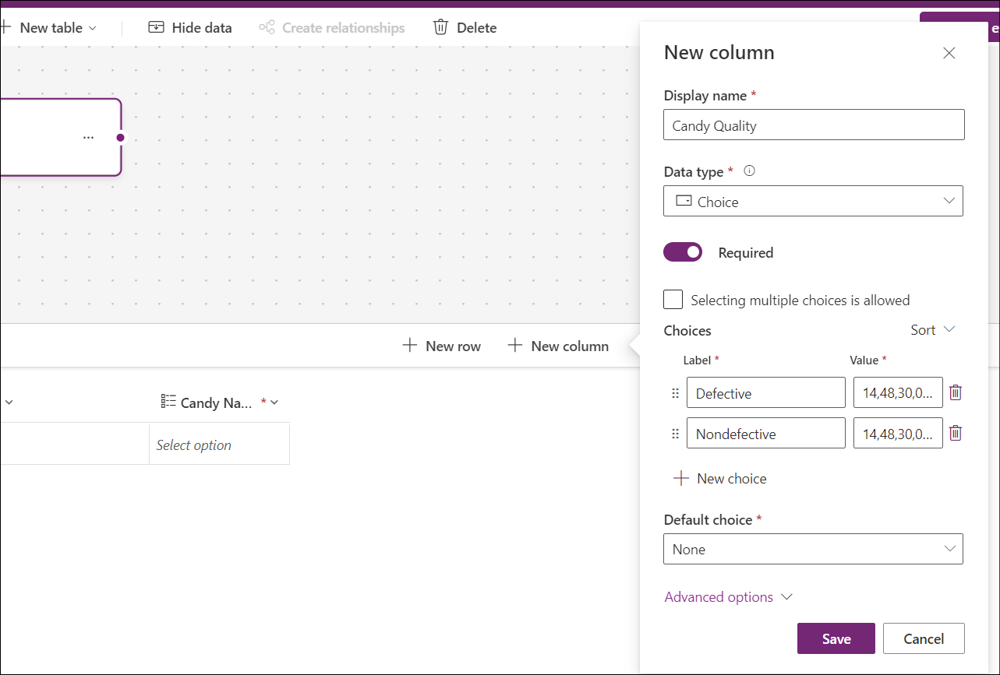 New table
Hide data
Create relationships
Delete
e
...
New row
New column
Candy Na... *
Select option
New column
Display name *
Candy Quality
Data type *
Choice
Required
Selecting multiple choices is allowed
Choices
Sort
Label *
Value *
Defective
14,48,30,0...
Nondefective
14,48,30,0...
New choice
Default choice *
None
Advanced options
Save
Cancel